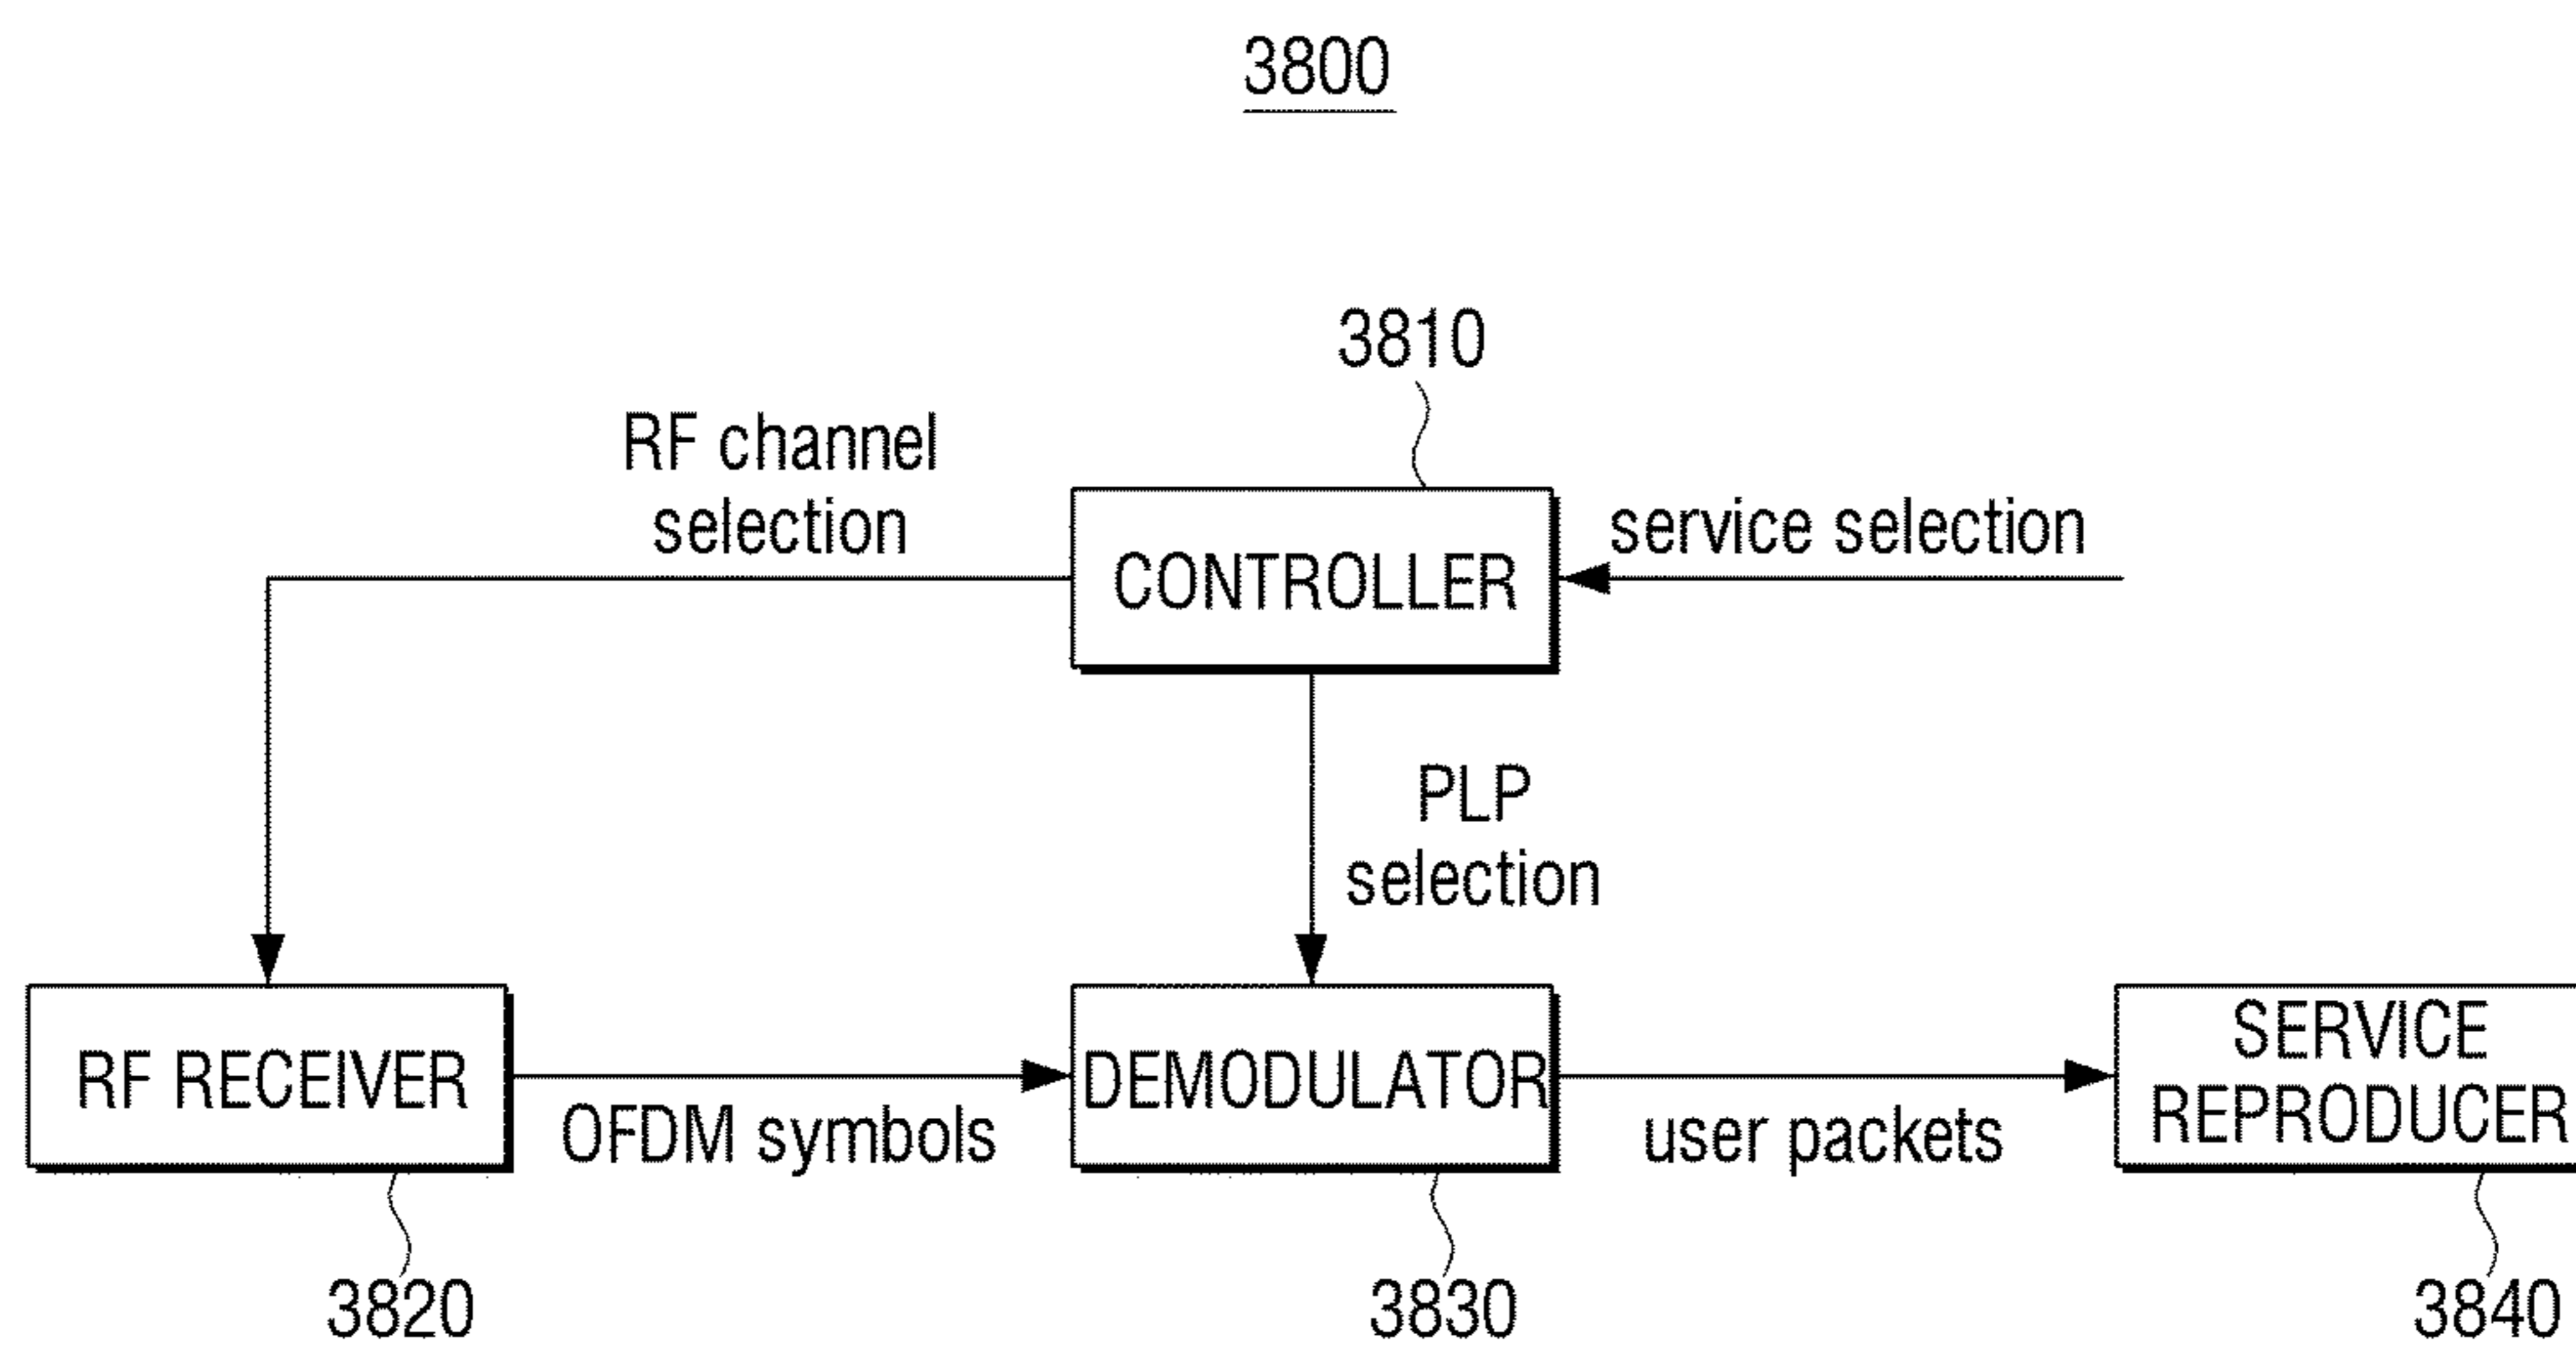 3800
3810
RF channel
selection
CONTROLLER
service selection
PLP
selection
RF RECEIVER
OFDM symbols
DEMODULATOR
user packets
SERVICE
REPRODUCER
3820
3830
3840